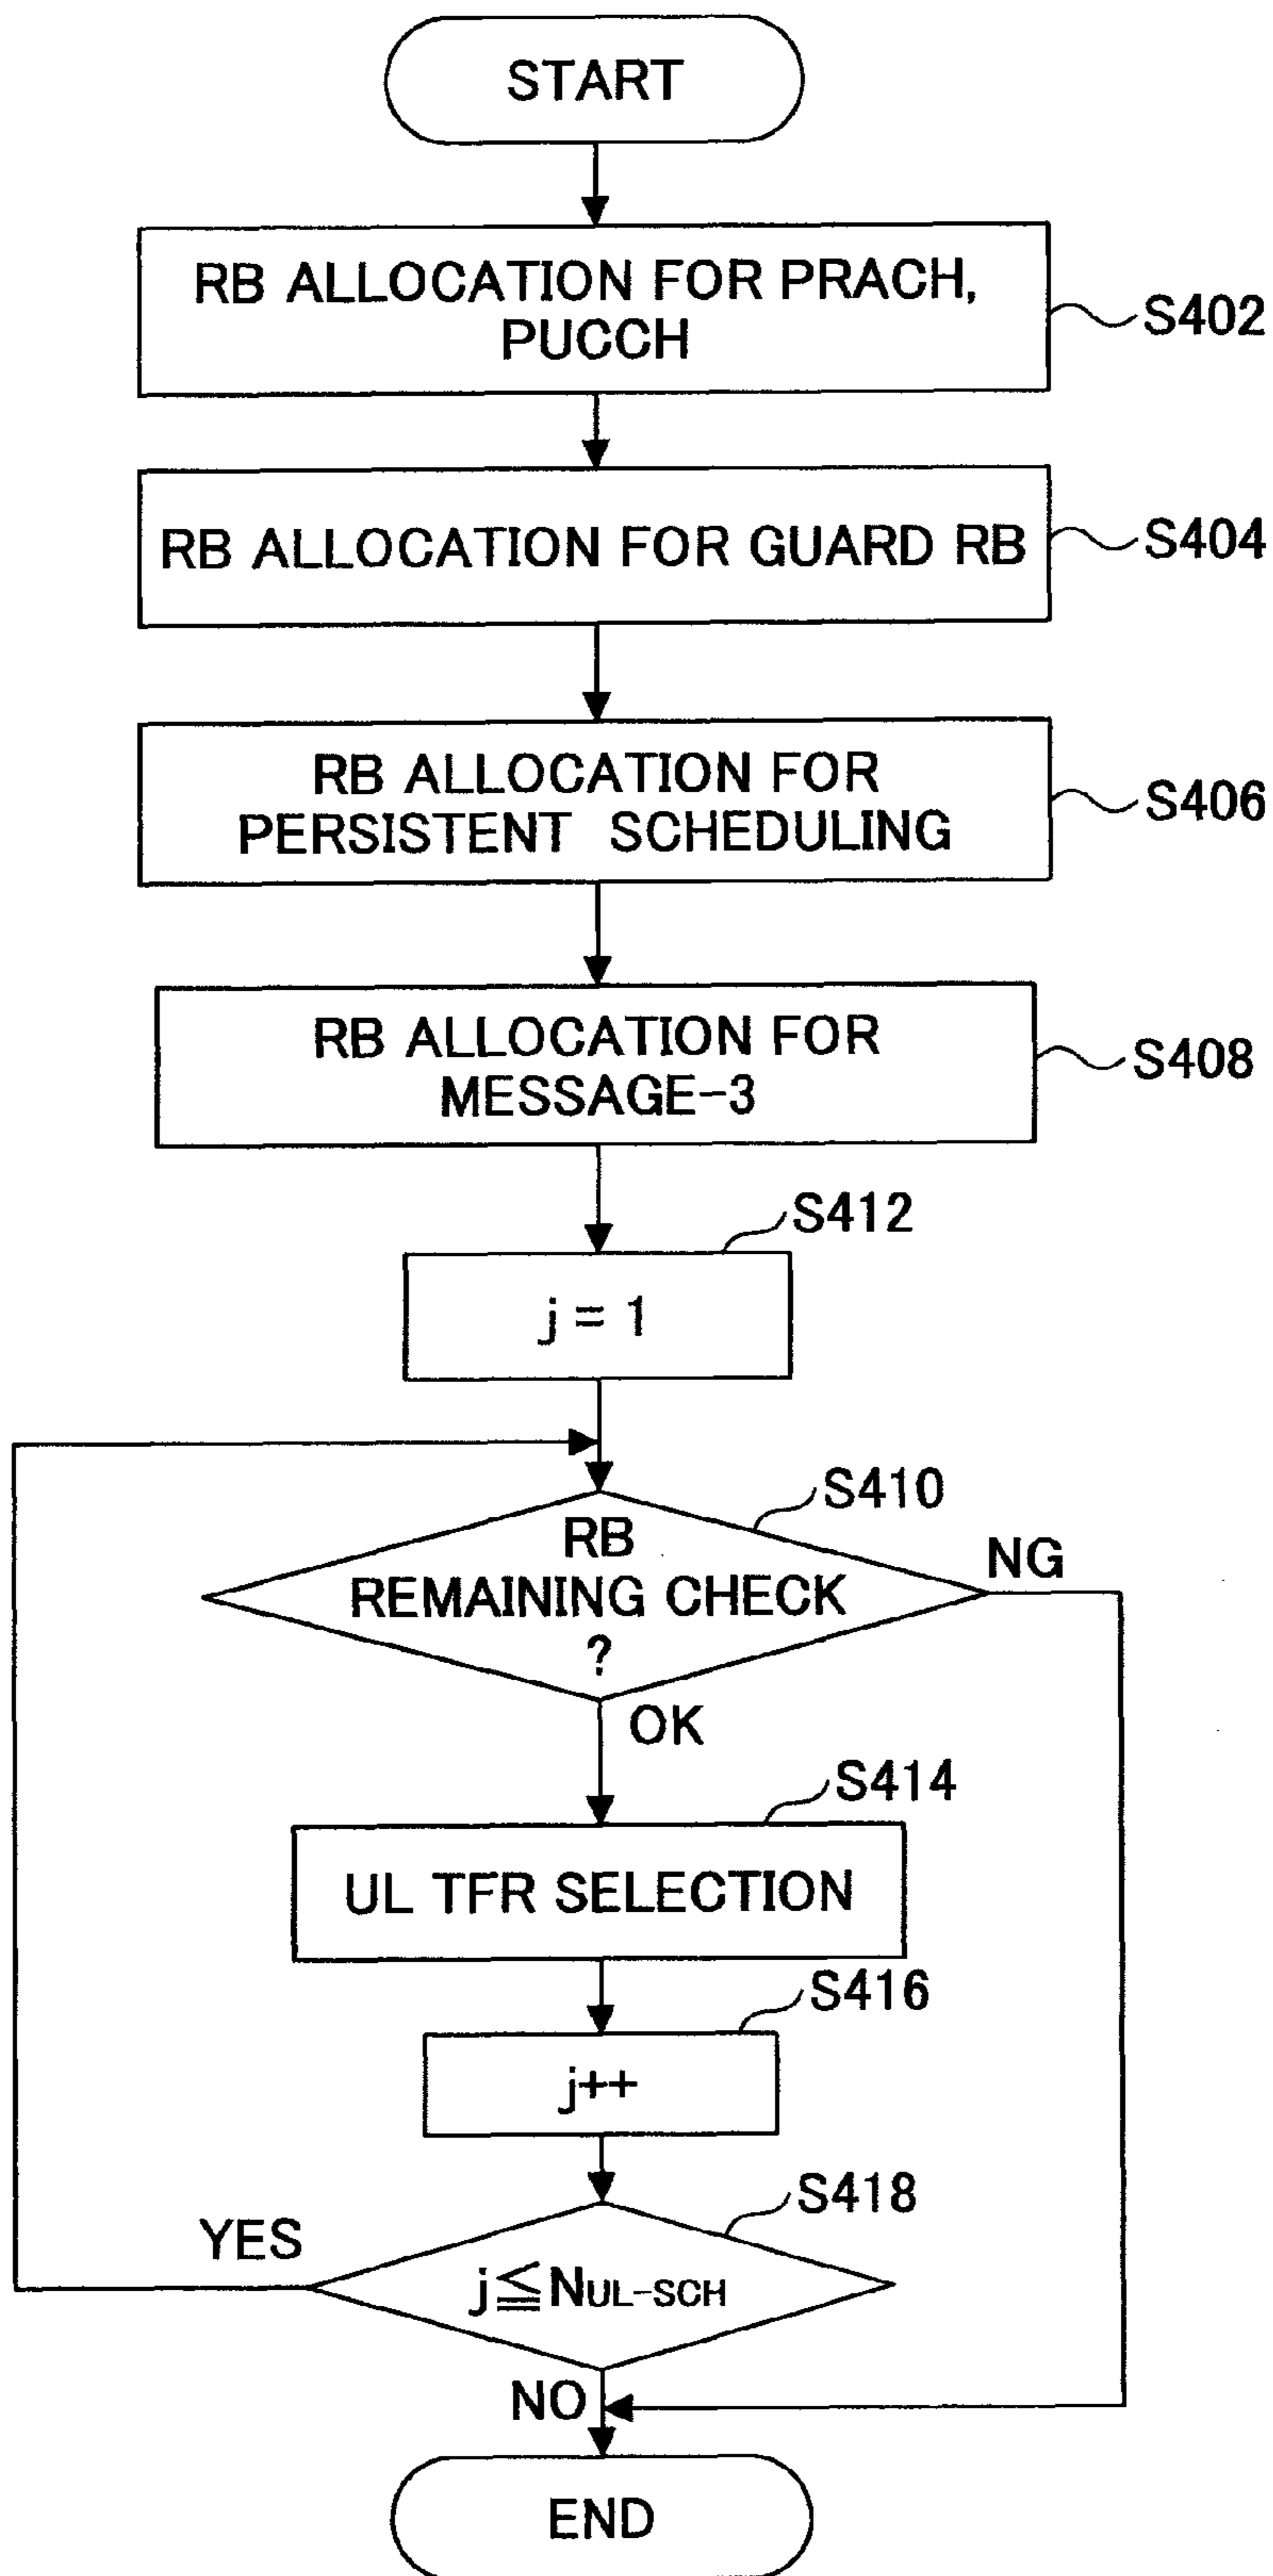 START
RB ALLOCATION FOR PRACH,
PUCCH
S402
RB ALLOCATION FOR GUARD RB
S404
RB ALLOCATION FOR
PERSISTENT SCHEDULING
S406
RB ALLOCATION FOR
MESSAGE-3
S408
S412
j = 1
S410
RB
REMAINING CHECK
?
NG
OK
S414
UL TFR SELECTION
S416
j++
S418
YES
j≦NUL-SCH
NO
END